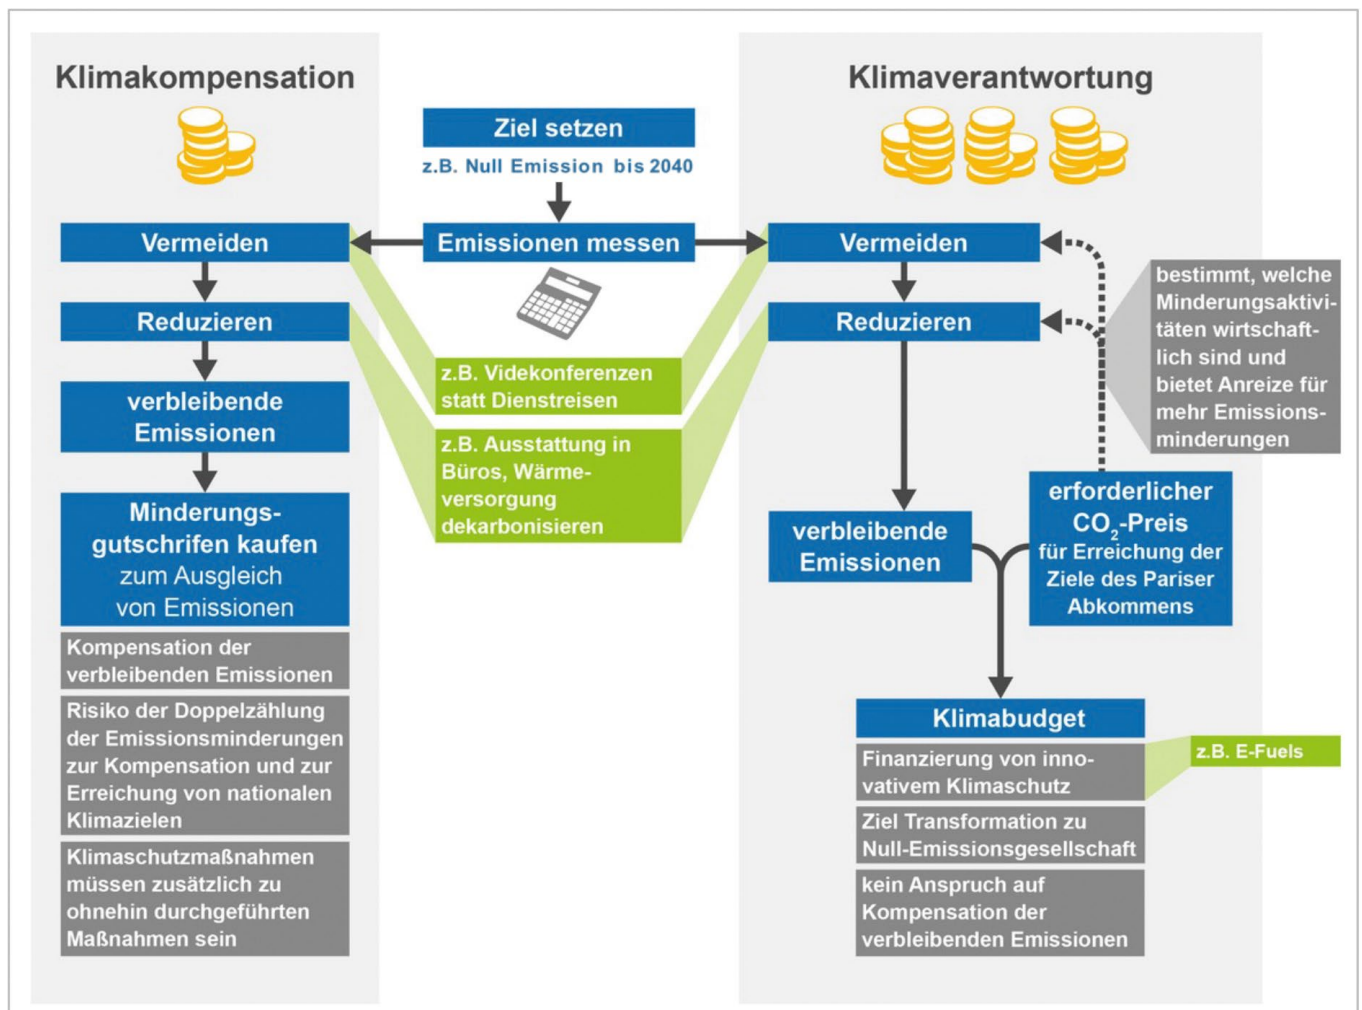 Klimakompensation
Ziel setzen
z.B. Null Emission bis 2040
Emissionen messen
Klimaverantwortung
Vermeiden
Reduzieren
verbleibende
Emissionen
Minderungs-
gutschrifen kaufen
zum Ausgleich
von Emissionen
Kompensation der
verbleibenden Emissionen
Risiko der Doppelzählung
der Emissionsminderungen
zur Kompensation und zur
Erreichung von nationalen
Klimazielen
Klimaschutzmaßnahmen
müssen zusätzlich zu
ohnehin durchgeführten
Maßnahmen sein
z.B. Videkonferenzen
statt Dienstreisen
z.B. Ausstattung in
Büros, Wärme-
versorgung
dekarbonisieren
Vermeiden
Reduzieren
bestimmt, welche
Minderungsaktivi-
täten wirtschaft-
lich sind und
bietet Anreize für
mehr Emissions-
minderungen
verbleibende
Emissionen
erforderlicher
CO₂-Preis
für Erreichung der
Ziele des Pariser
Abkommens
Klimabudget
Finanzierung von inno-
vativem Klimaschutz
z.B. E-Fuels
Ziel Transformation zu
Null-Emissionsgesellschaft
kein Anspruch auf
Kompensation der
verbleibenden Emissionen